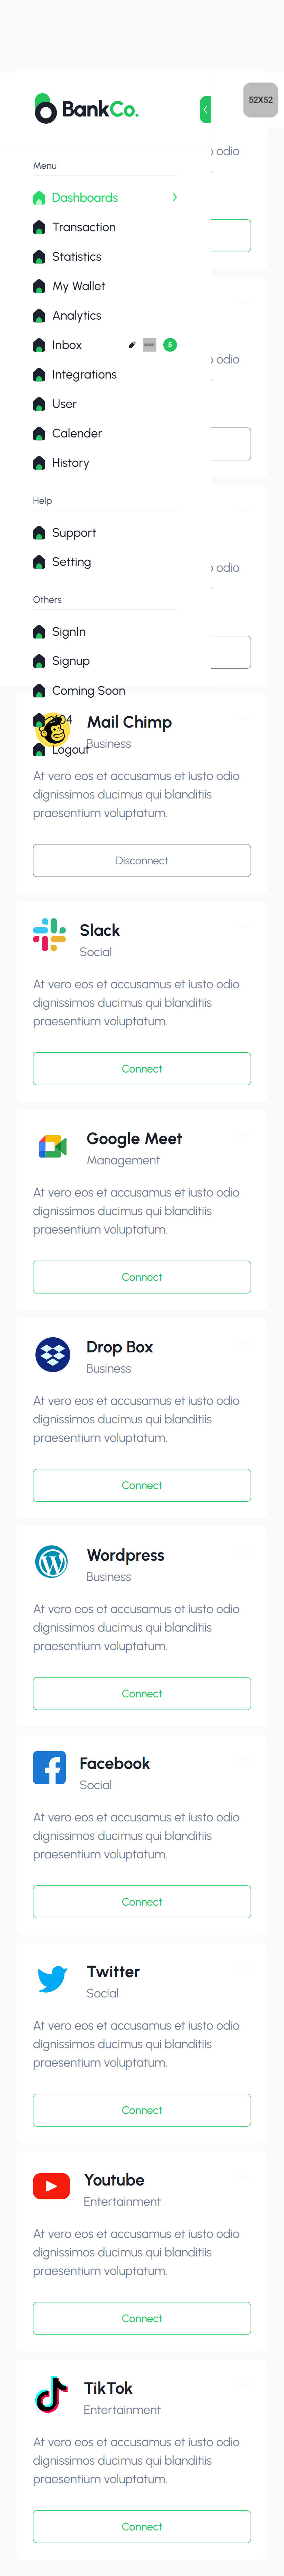 BankCo.
52X52
Menu
odio
Dashboards
Transaction
Statistics
My Wallet
odio
Analytics
Inbox
5
Integrations
User
Calender
History
Help
Support
odio
Setting
Others
SignIn
Signup
Coming Soon
404
Mail Chimp
Logout
Business
At vero eos et accusamus et iusto odio
dignissimos ducimus qui blanditiis
praesentium voluptatum.
Disconnect
Slack
Social
At vero eos et accusamus et iusto odio
dignissimos ducimus qui blanditiis
praesentium voluptatum.
Connect
Google Meet
Management
At vero eos et accusamus et iusto odio
dignissimos ducimus qui blanditiis
praesentium voluptatum.
Connect
Drop Box
Business
At vero eos et accusamus et iusto odio
dignissimos ducimus qui blanditiis
praesentium voluptatum.
Connect
Wordpress
Business
At vero eos et accusamus et iusto odio
dignissimos ducimus qui blanditiis
praesentium voluptatum.
Connect
Facebook
Social
At vero eos et accusamus et iusto odio
dignissimos ducimus qui blanditiis
praesentium voluptatum.
Connect
Twitter
Social
At vero eos et accusamus et iusto odio
dignissimos ducimus qui blanditiis
praesentium voluptatum.
Connect
Youtube
Entertainment
At vero eos et accusamus et iusto odio
dignissimos ducimus qui blanditiis
praesentium voluptatum.
Connect
TikTok
Entertainment
At vero eos et accusamus et iusto odio
dignissimos ducimus qui blanditiis
praesentium voluptatum.
Connect